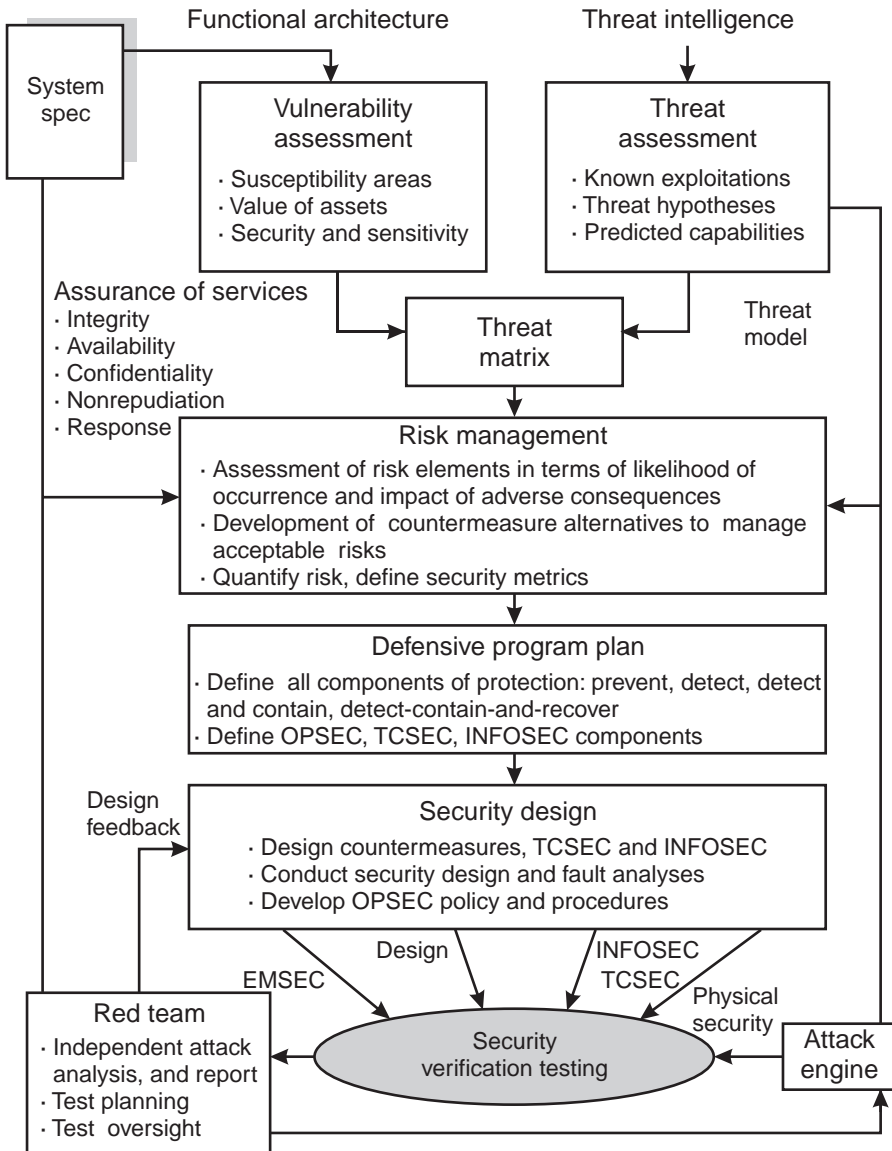 Functional architecture
Threat intelligence
System
spec
Vulnerability
assessment
· Susceptibility areas
· Value of assets
· Security and sensitivity
Threat
assessment
· Known exploitations
· Threat hypotheses
· Predicted capabilities
Assurance of services
· Integrity
· Availability
· Confidentiality
· Nonrepudiation
· Response
Threat
matrix
Threat
model
Risk management
· Assessment of risk elements in terms of likelihood of
occurrence and impact of adverse consequences
· Development of countermeasure alternatives to manage
acceptable risks
· Quantify risk, define security metrics
Defensive program plan
· Define all components of protection: prevent, detect, detect
and contain, detect-contain-and-recover
· Define OPSEC, TCSEC, INFOSEC components
Design
feedback
Security design
· Design countermeasures, TCSEC and INFOSEC
· Conduct security design and fault analyses
· Develop OPSEC policy and procedures
EMSEC
Design
INFOSEC
TCSEC
Physical
security
Red team
· Independent attack
analysis, and report
· Test planning
· Test oversight
Security
verification testing
Attack
engine